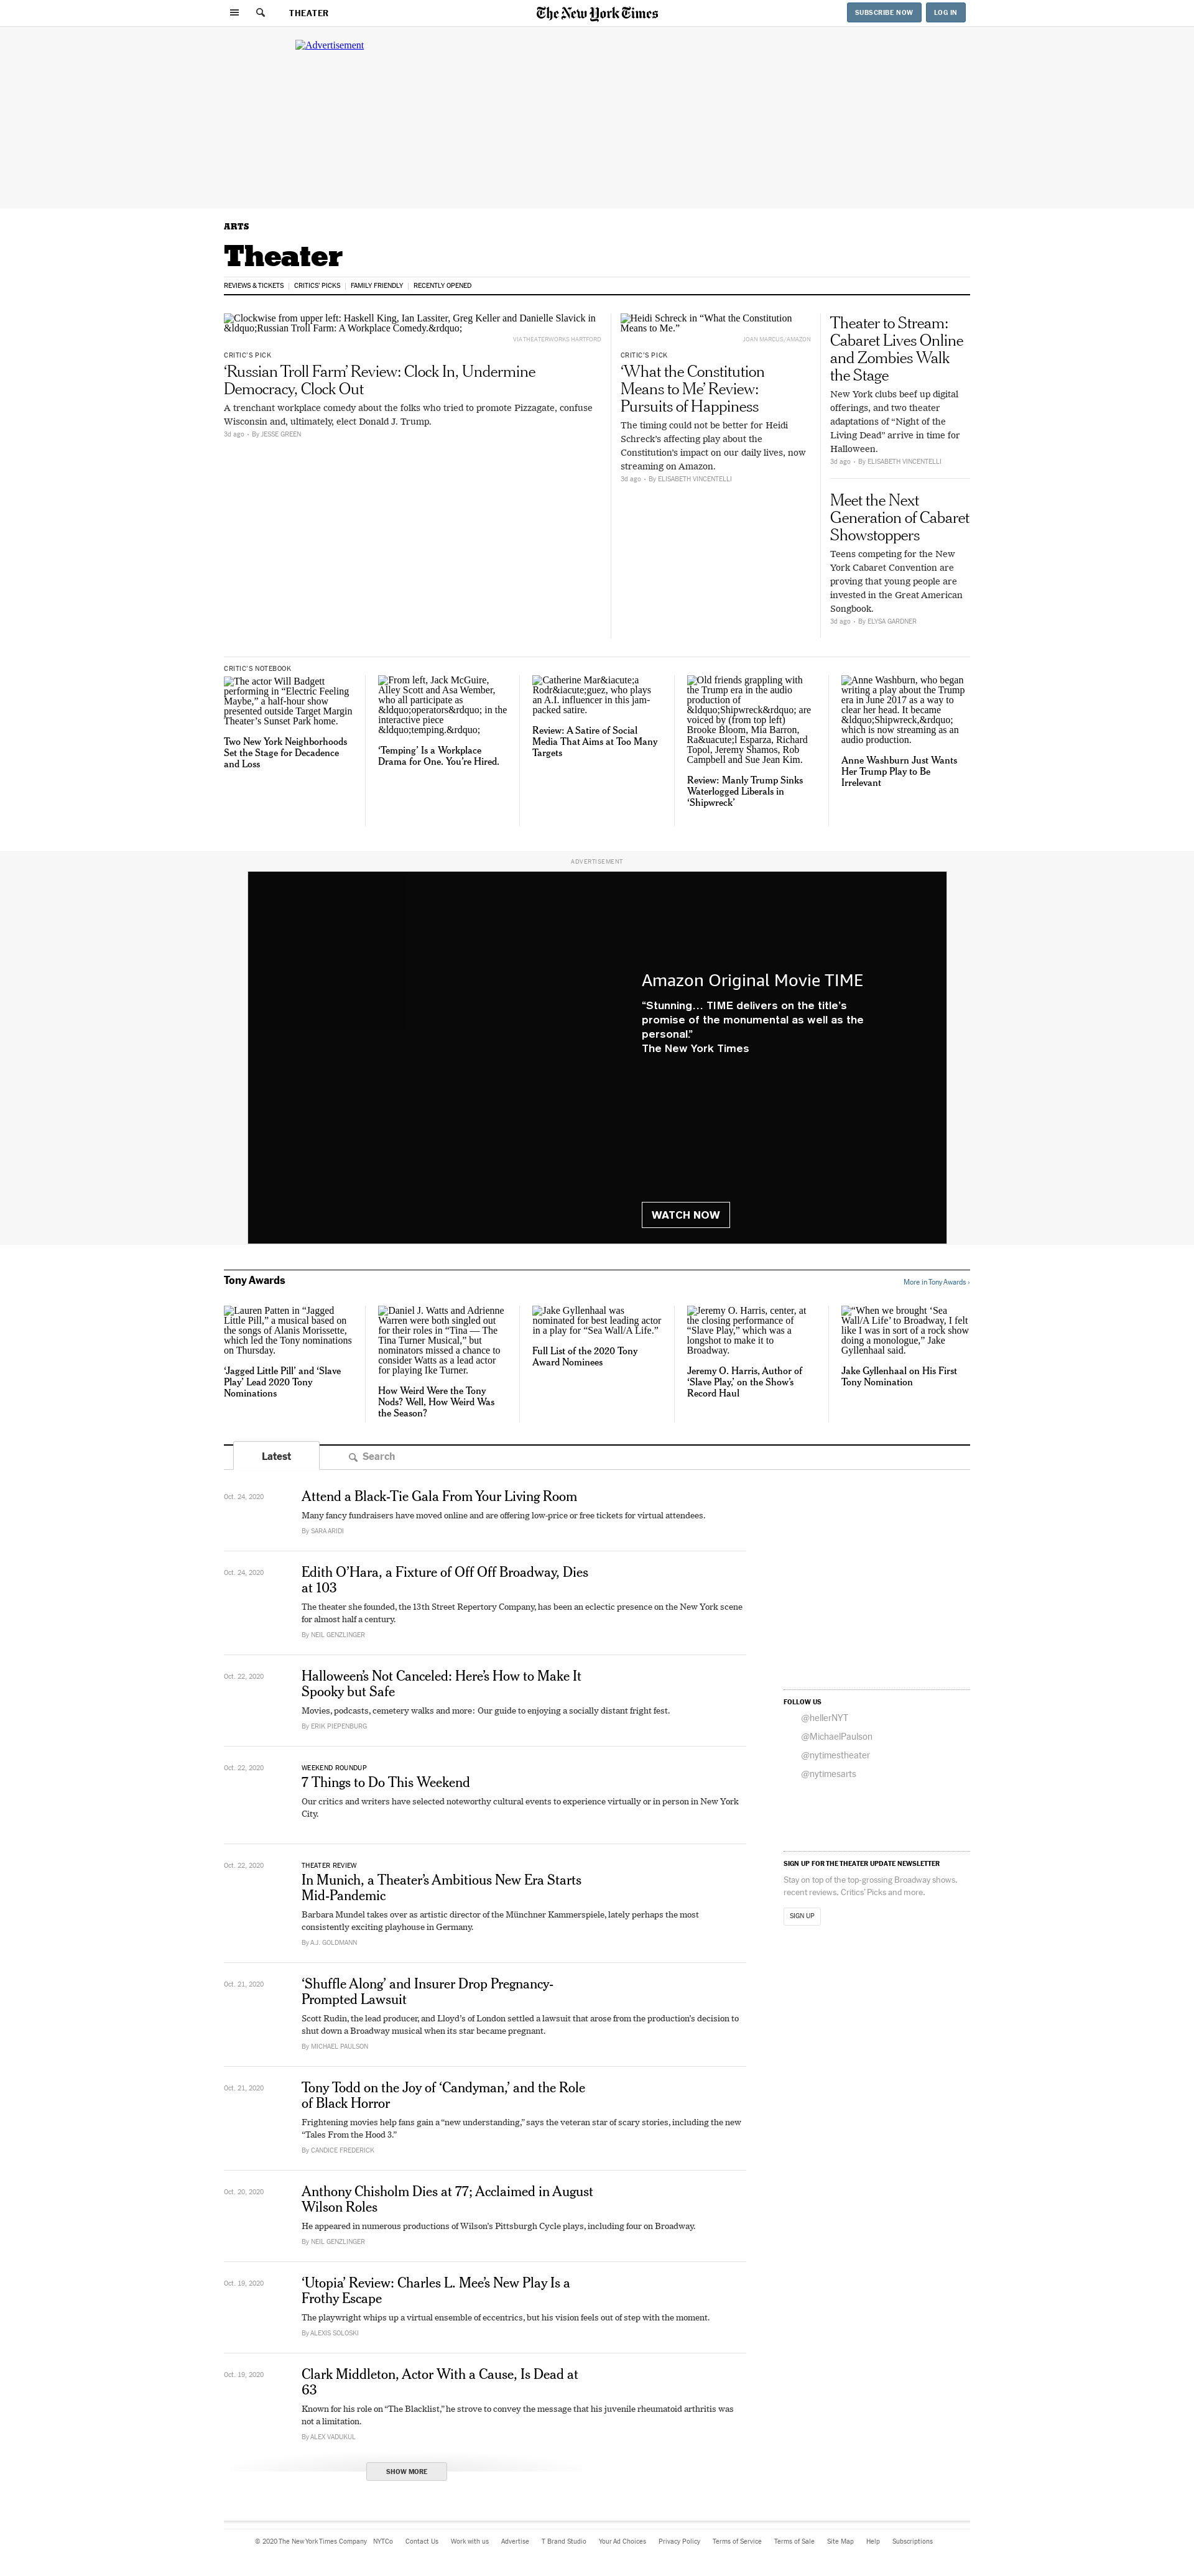 THEATER
The New York Times
SUBSCRIBE NOW
LOG IN
Advertisement
ARTS
Theater
REVIEWS & TICKETS
CRITICS' PICKS
FAMILY FRIENDLY
RECENTLY OPENED
Clockwise from upper left: Haskell King, Ian Lassiter, Greg Keller and Danielle Slavick in
&ldquo;Russian Troll Farm: A Workplace Comedy.&rdquo;
VIA THEATERWORKS HARTFORD
CRITIC'S PICK
‘Russian Troll Farm’ Review: Clock In, Undermine
Democracy, Clock Out
A trenchant workplace comedy about the folks who tried to promote Pizzagate, confuse
Wisconsin and, ultimately, elect Donald J. Trump.
3d ago - By JESSE GREEN
Heidi Schreck in “What the Constitution
Means to Me.”
JOAN MARCUS/AMAZON
CRITIC'S PICK
‘What the Constitution
Means to Me’ Review:
Pursuits of Happiness
The timing could not be better for Heidi
Schreck’s affecting play about the
Constitution’s impact on our daily lives, now
streaming on Amazon.
3d ago - By ELISABETH VINCENTELLI
Theater to Stream:
Cabaret Lives Online
and Zombies Walk
the Stage
New York clubs beef up digital
offerings, and two theater
adaptations of “Night of the
Living Dead” arrive in time for
Halloween.
3d ago - By ELISABETH VINCENTELLI
Meet the Next
Generation of Cabaret
Showstoppers
Teens competing for the New
York Cabaret Convention are
proving that young people are
invested in the Great American
Songbook.
3d ago - By ELYSA GARDNER
CRITIC'S NOTEBOOK
The actor Will Badgett
performing in “Electric Feeling
Maybe,” a half-hour show
presented outside Target Margin
Theater’s Sunset Park home.
Two New York Neighborhoods
Set the Stage for Decadence
and Loss
From left, Jack McGuire,
Alley Scott and Asa Wember,
who all participate as
&ldquo;operators&rdquo; in the
interactive piece
&ldquo;temping.&rdquo;
‘Temping’ Is a Workplace
Drama for One. You’re Hired.
Catherine Mar&iacute;a
Rodr&iacute;guez, who plays
an A.I. influencer in this jam-
packed satire.
Review: A Satire of Social
Media That Aims at Too Many
Targets
Old friends grappling with
the Trump era in the audio
production of
&ldquo;Shipwreck&rdquo; are
voiced by (from top left)
Brooke Bloom, Mia Barron,
Ra&uacute;l Esparza, Richard
Topol, Jeremy Shamos, Rob
Campbell and Sue Jean Kim.
Review: Manly Trump Sinks
Waterlogged Liberals in
‘Shipwreck’
Anne Washburn, who began
writing a play about the Trump
era in June 2017 as a way to
clear her head. It became
&ldquo;Shipwreck,&rdquo;
which is now streaming as an
audio production.
Anne Washburn Just Wants
Her Trump Play to Be
Irrelevant
ADVERTISEMENT
Amazon Original Movie TIME
“Stunning… TIME delivers on the title’s
promise of the monumental as well as the
personal.”
The New York Times
WATCH NOW
Tony Awards
More in Tony Awards ›
Lauren Patten in “Jagged
Little Pill,” a musical based on
the songs of Alanis Morissette,
which led the Tony nominations
on Thursday.
‘Jagged Little Pill’ and ‘Slave
Play’ Lead 2020 Tony
Nominations
Daniel J. Watts and Adrienne
Warren were both singled out
for their roles in “Tina — The
Tina Turner Musical,” but
nominators missed a chance to
consider Watts as a lead actor
for playing Ike Turner.
How Weird Were the Tony
Nods? Well, How Weird Was
the Season?
Jake Gyllenhaal was
nominated for best leading actor
in a play for “Sea Wall/A Life.”
Full List of the 2020 Tony
Award Nominees
Jeremy O. Harris, center, at
the closing performance of
“Slave Play,” which was a
longshot to make it to
Broadway.
Jeremy O. Harris, Author of
‘Slave Play,’ on the Show’s
Record Haul
“When we brought ‘Sea
Wall/A Life’ to Broadway, I felt
like I was in sort of a rock show
doing a monologue,” Jake
Gyllenhaal said.
Jake Gyllenhaal on His First
Tony Nomination
Latest
Search
Oct. 24, 2020
Attend a Black-Tie Gala From Your Living Room
Many fancy fundraisers have moved online and are offering low-price or free tickets for virtual attendees.
By SARA ARIDI
Oct. 24, 2020
Edith O’Hara, a Fixture of Off Off Broadway, Dies
at 103
The theater she founded, the 13th Street Repertory Company, has been an eclectic presence on the New York scene
for almost half a century.
By NEIL GENZLINGER
Oct. 22, 2020
Halloween’s Not Canceled: Here’s How to Make It
Spooky but Safe
Movies, podcasts, cemetery walks and more: Our guide to enjoying a socially distant fright fest.
By ERIK PIEPENBURG
Oct. 22, 2020
WEEKEND ROUNDUP
7 Things to Do This Weekend
Our critics and writers have selected noteworthy cultural events to experience virtually or in person in New York
City.
Oct. 22, 2020
THEATER REVIEW
In Munich, a Theater’s Ambitious New Era Starts
Mid-Pandemic
Barbara Mundel takes over as artistic director of the Münchner Kammerspiele, lately perhaps the most
consistently exciting playhouse in Germany.
By A.J. GOLDMANN
Oct. 21, 2020
‘Shuffle Along’ and Insurer Drop Pregnancy-
Prompted Lawsuit
Scott Rudin, the lead producer, and Lloyd’s of London settled a lawsuit that arose from the production’s decision to
shut down a Broadway musical when its star became pregnant.
By MICHAEL PAULSON
Oct. 21, 2020
Tony Todd on the Joy of ‘Candyman,’ and the Role
of Black Horror
Frightening movies help fans gain a “new understanding,” says the veteran star of scary stories, including the new
“Tales From the Hood 3.”
By CANDICE FREDERICK
Oct. 20, 2020
Anthony Chisholm Dies at 77; Acclaimed in August
Wilson Roles
He appeared in numerous productions of Wilson’s Pittsburgh Cycle plays, including four on Broadway.
By NEIL GENZLINGER
Oct. 19, 2020
‘Utopia’ Review: Charles L. Mee’s New Play Is a
Frothy Escape
The playwright whips up a virtual ensemble of eccentrics, but his vision feels out of step with the moment.
By ALEXIS SOLOSKI
Oct. 19, 2020
Clark Middleton, Actor With a Cause, Is Dead at
63
Known for his role on “The Blacklist,” he strove to convey the message that his juvenile rheumatoid arthritis was
not a limitation.
By ALEX VADUKUL
SHOW MORE
FOLLOW US
@hellerNYT
@MichaelPaulson
@nytimestheater
@nytimesarts
SIGN UP FOR THE THEATER UPDATE NEWSLETTER
Stay on top of the top-grossing Broadway shows,
recent reviews, Critics’ Picks and more.
SIGN UP
© 2020 The New York Times Company NYTCo Contact Us Work with us Advertise T Brand Studio Your Ad Choices Privacy Policy Terms of Service Terms of Sale Site Map Help Subscriptions